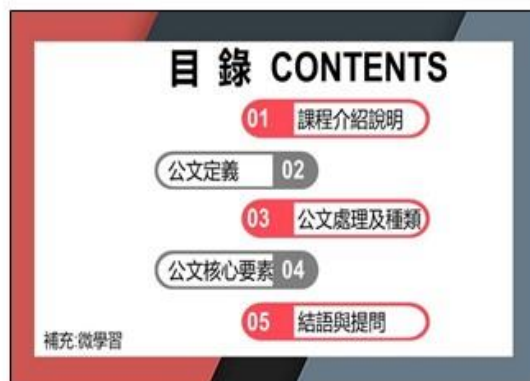 目錄 CONTENTS
01 課程介紹說明
公文定義 02
03 公文處理及種類
公文核心要素 04
05 結語與提問
補充:微學習